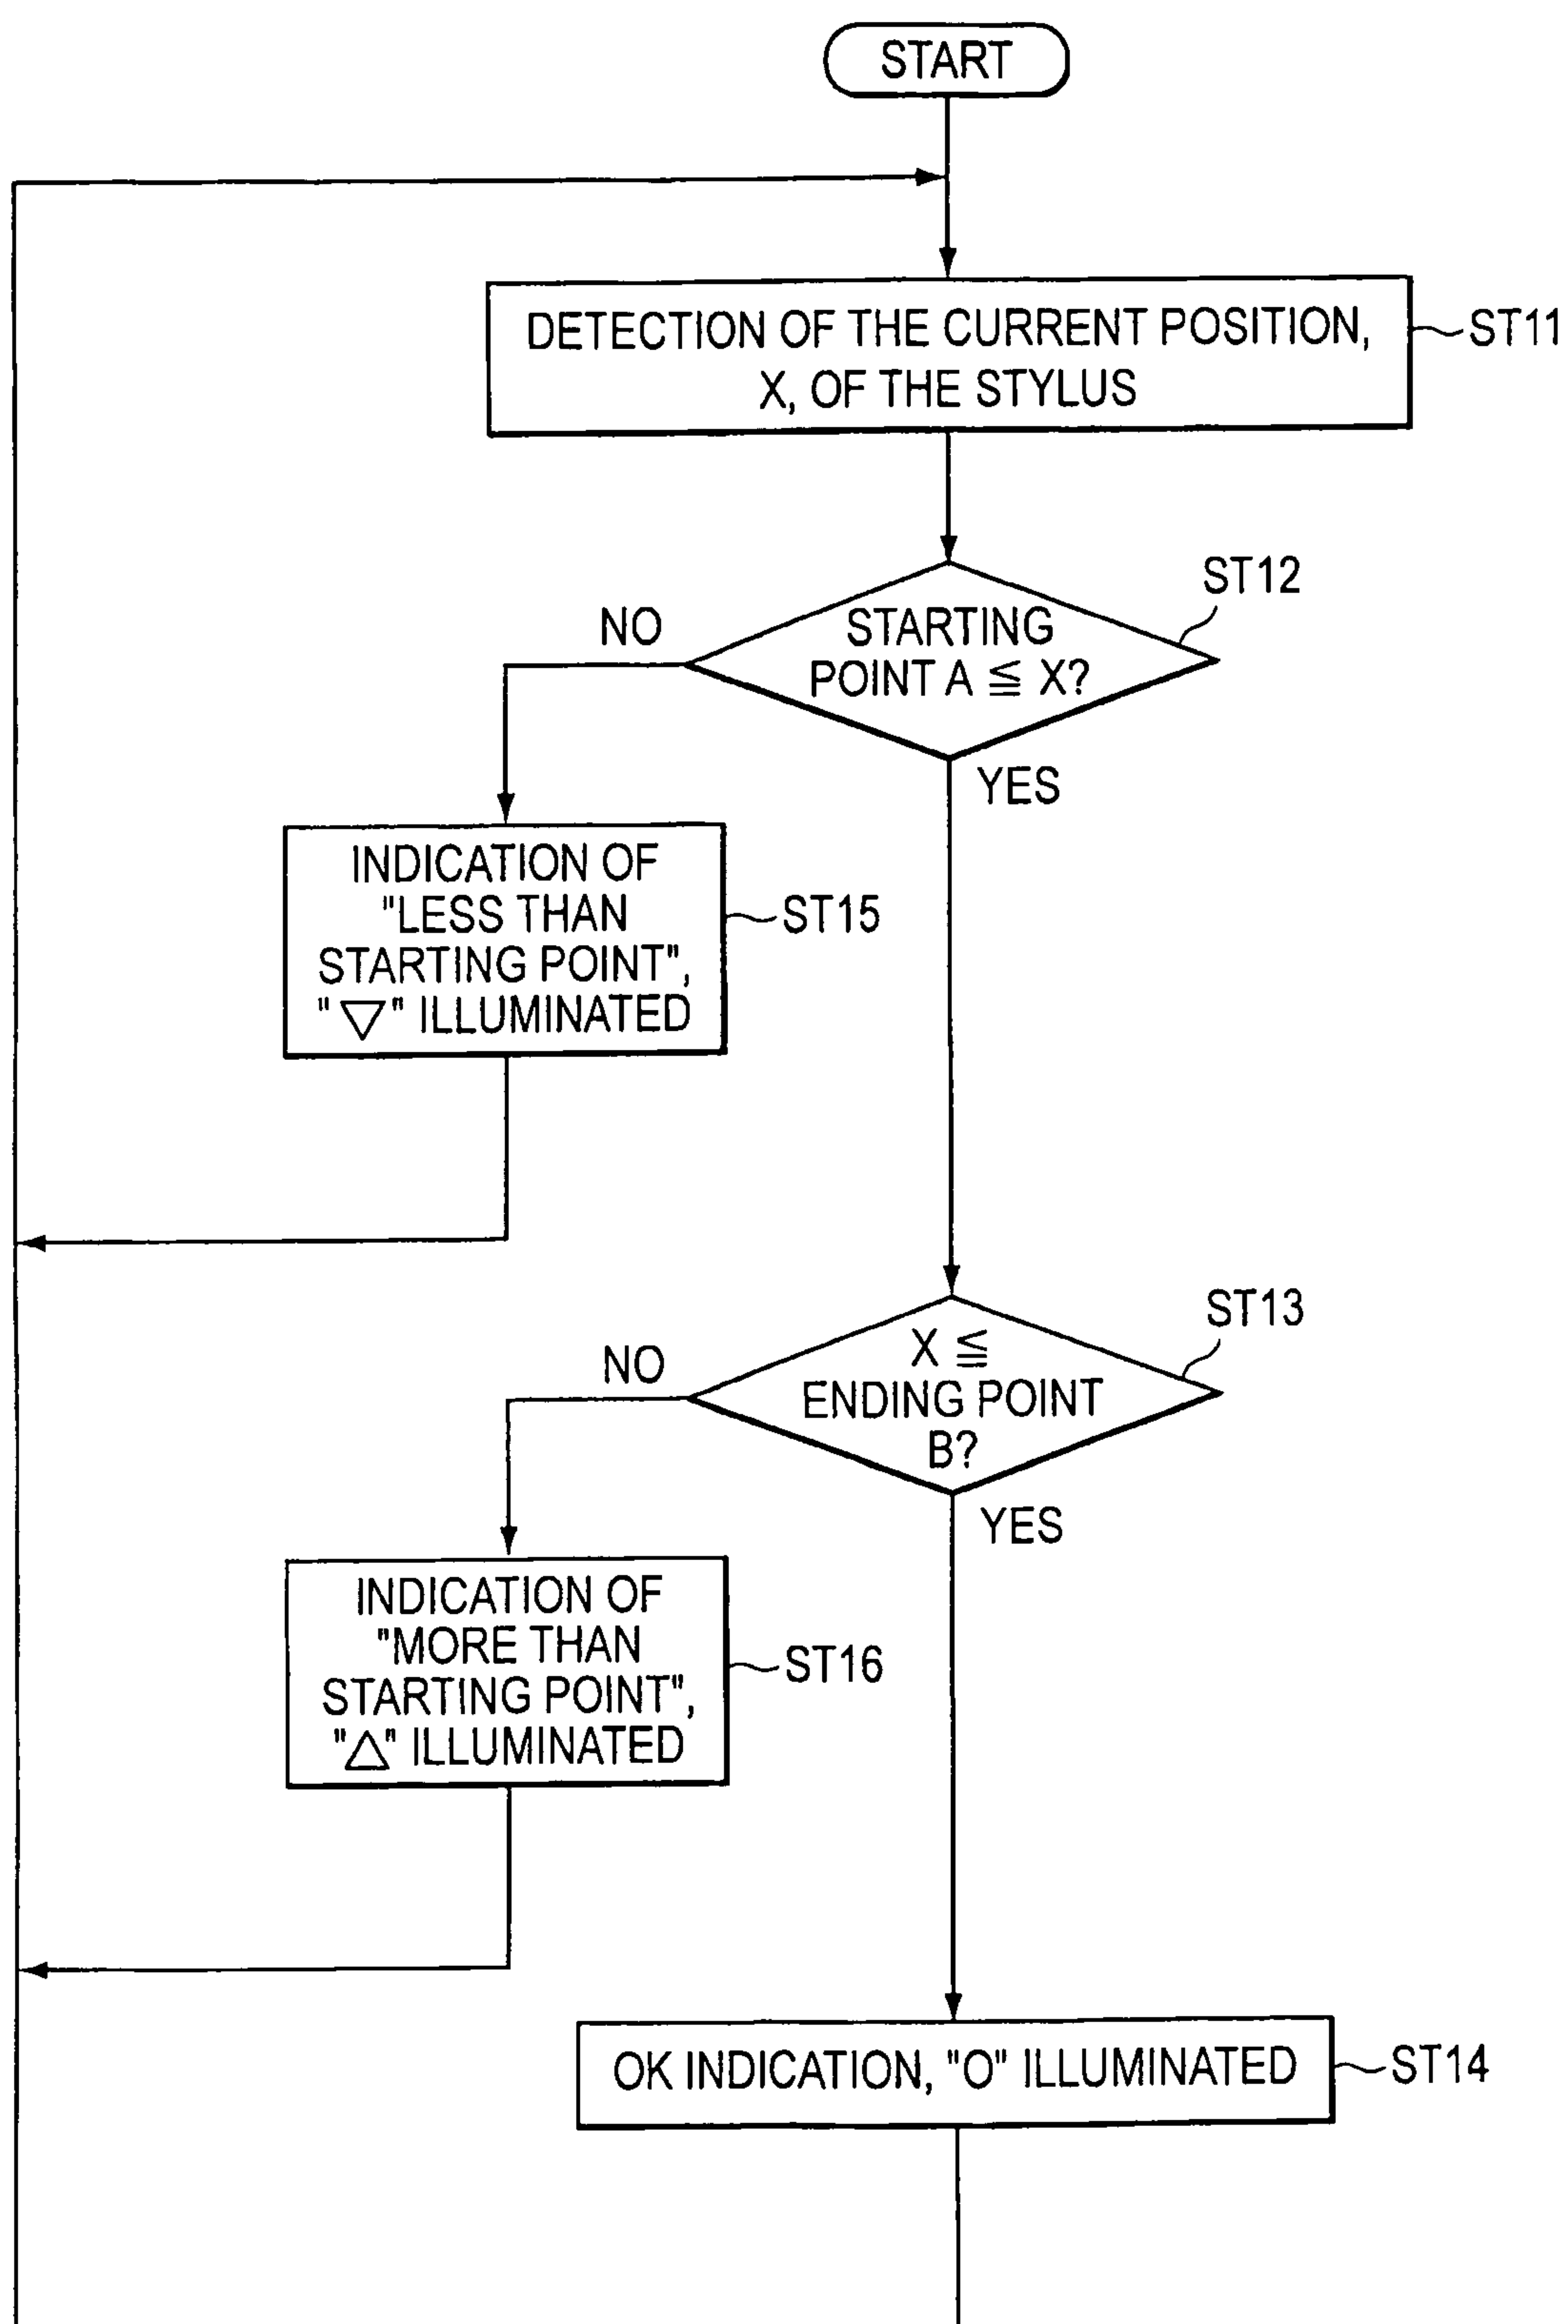 START
DETECTION OF THE CURRENT POSITION,
X, OF THE STYLUS
ST11
ST12
NO
STARTING
POINT A ≦ X?
YES
INDICATION OF
"LESS THAN
STARTING POINT",
"▽" ILLUMINATED
ST15
ST13
NO
X ≦
ENDING POINT
B?
YES
INDICATION OF
"MORE THAN
STARTING POINT",
"△" ILLUMINATED
ST16
OK INDICATION, "O" ILLUMINATED
ST14